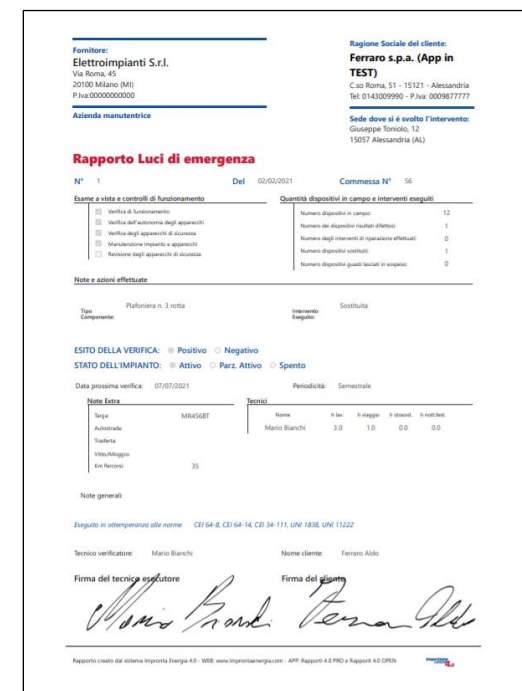 Fornitore:
Elettroimpianti S.r.l.
Via Roma, 45
20100 Milano (MI)
P.Iva:00000000000
Azienda manutentrice
Ragione Sociale del cliente:
Ferraro s.p.a. (App in
TEST)
C.so Roma, 51 - 15121 - Alessandria
Tel: 0143009990 - P.Iva: 0009877777
Sede dove si é svolto l'intervento:
Giuseppe Toniolo, 12
15057 Alessandria (AL)
Rapporto Luci di emergenza
N° 1 Del 02/02/2021 Commessa N° 56
Esame a vista e controlli di funzionamento
Verifica di funzionamento
Verifica dell'autonomia degli apparecchi
Verifica degli apparecchi di sicurezza
Manutenzione impianto e apparecchi
Revisione degli apparecchi di sicurezza
Quantità dispositivi in campo e interventi eseguiti
Numero dispositivi in campo: 12
Numero dei dispositivi risultati difettosi: 1
Numero degli interventi di riparazione effettuati: 0
Numero dispositivi sostituiti: 1
Numero dispositivi guasti lasciati in sospeso: 0
Note e azioni effettuate
Tipo Componente: Plafoniera n. 3 rotta
Intervento Eseguito: Sostituita
ESITO DELLA VERIFICA: Positivo Negativo
STATO DELL'IMPIANTO: Attivo Parz. Attivo Spento
Data prossima verifica: 07/07/2021 Periodicità: Semestrale
Note Extra
Targa: MR456BT
Autostrada:
Trasferta
Vitto/Alloggio
Km Percorsi: 35
Tecnici
Nome h lav. h viaggio h straord. h nott fest.
Mario Bianchi 3.0 1.0 0.0 0.0
Note generali:
Eseguito in attemperanza alle norme CEI 64-8, CEI 64-14, CEI 34-111, UNI 1838, UNI 11222
Tecnico verificatore: Mario Bianchi Nome cliente: Ferraro Aldo
Firma del tecnico esecutore Firma del cliente
Mario Bianchi Ferraro Aldo
Rapporto creato dal sistema Impronta Energia 4.0 - WEB: www.improntaenergia.com - APP: Rapporti 4.0 PRO e Rapporti 4.0 OPEN